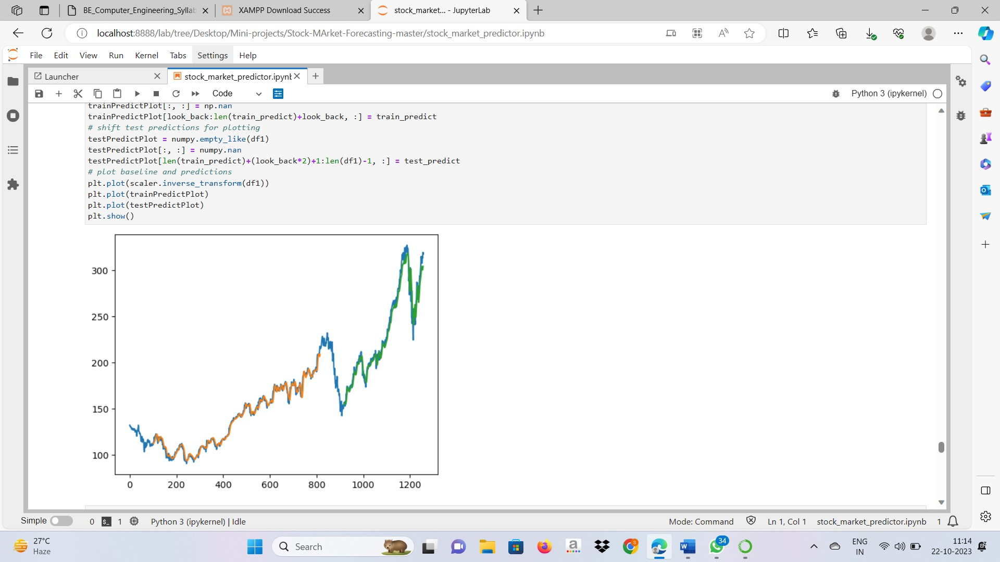 BE_Computer_Engineering_Syllab
XAMPP Download Success
stock_market... - JupyterLab
localhost:8888/lab/tree/Desktop/Mini-projects/Stock-MArket-Forecasting-master/stock_market_predictor.ipynb
File Edit View Run Kernel Tabs Settings Help
Launcher
stock_market_predictor.ipynb
Code
Python 3 (ipykernel)
trainPredictPlot[:, :] = np.nan
trainPredictPlot[look_back:len(train_predict)+look_back, :] = train_predict
# shift test predictions for plotting
testPredictPlot = numpy.empty_like(df1)
testPredictPlot[:, :] = numpy.nan
testPredictPlot[len(train_predict)+(look_back*2)+1:len(df1)-1, :] = test_predict
# plot baseline and predictions
plt.plot(scaler.inverse_transform(df1))
plt.plot(trainPredictPlot)
plt.plot(testPredictPlot)
plt.show()
300
250
200
150
100
0 200 400 600 800 1000 1200
Simple 0 $_ 1 Python 3 (ipykernel) | Idle
Mode: Command Ln 1, Col 1 stock_market_predictor.ipynb 1
27°C
Haze
Search
a
34
ENG
IN
11:14
22-10-2023